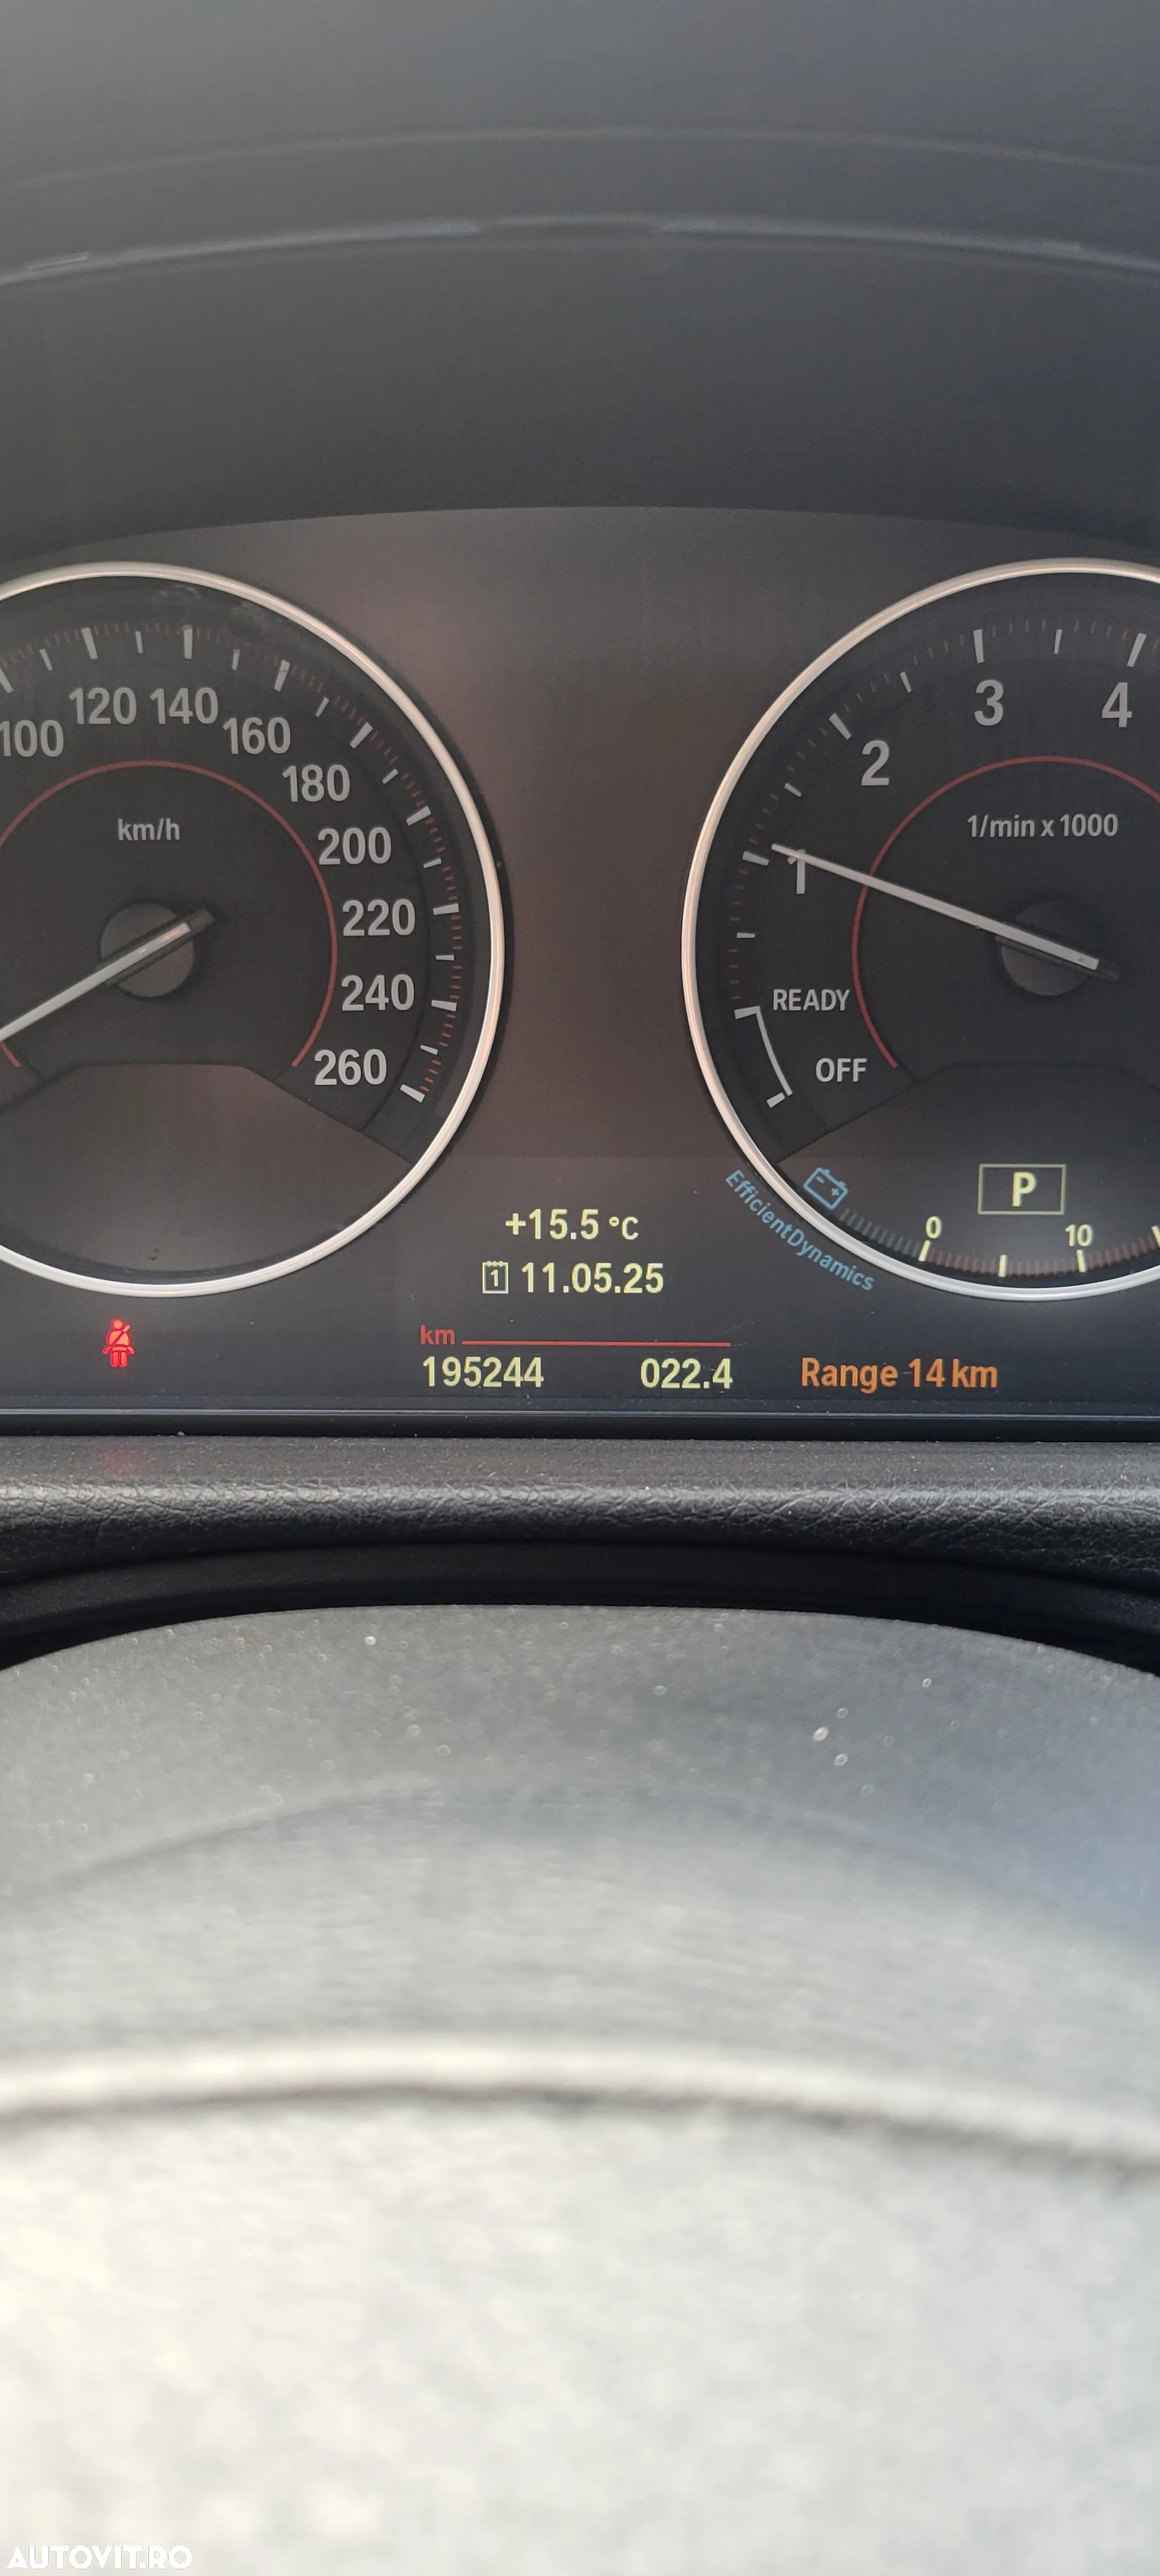 100
120
140
160
180
200
220
240
260
km/h
1
2
3
4
1/min x 1000
READY
OFF
P
0
10
EfficientDynamics
+15.5 °C
1 11.05.25
km
195244 022.4 Range 14 km
AUTOVIT.RO